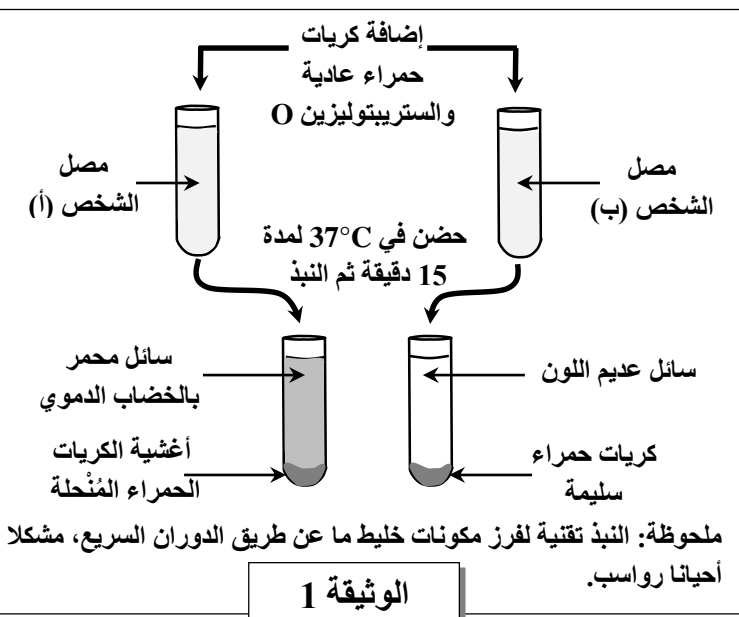 إضافة كريات
حمراء عادية
والستريبتوليزين O
مصل
الشخص (أ)
مصل
الشخص (ب)
حضن في 37°C لمدة
15 دقيقة ثم النبذ
سائل محمر
بالخضاب الدموي
سائل عديم اللون
أغشية الكريات
الحمراء المُنْحلة
كريات حمراء
سليمة
ملحوظة: النبذ تقنية لفرز مكونات خليط ما عن طريق الدوران السريع، مشكلا
أحيانا رواسب.
الوثيقة 1